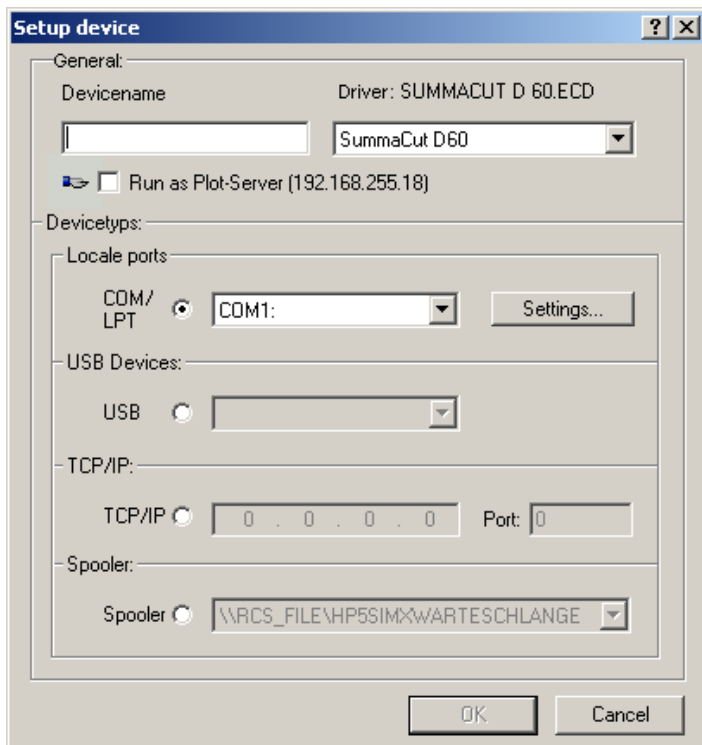 Setup device
General:
Devicename
Driver: SUMMACUT D 60.ECD
SummaCut D60
Run as Plot-Server (192.168.255.18)
Devicetyps:
Locale ports
COM/
LPT
COM1:
Settings...
USB Devices:
USB
TCP/IP:
TCP/IP
0 . 0 . 0 . 0
Port:
0
Spooler:
Spooler
\\RCS_FILE\HP5SIMXWARTESCHLANGE
OK
Cancel